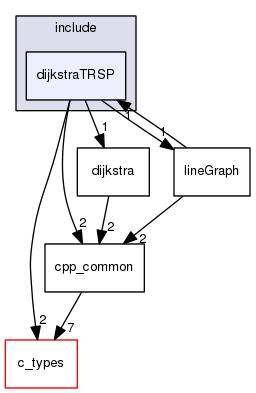 include
dijkstraTRSP
1
1
1
dijkstra
lineGraph
2
2
2
cpp_common
2
7
c_types